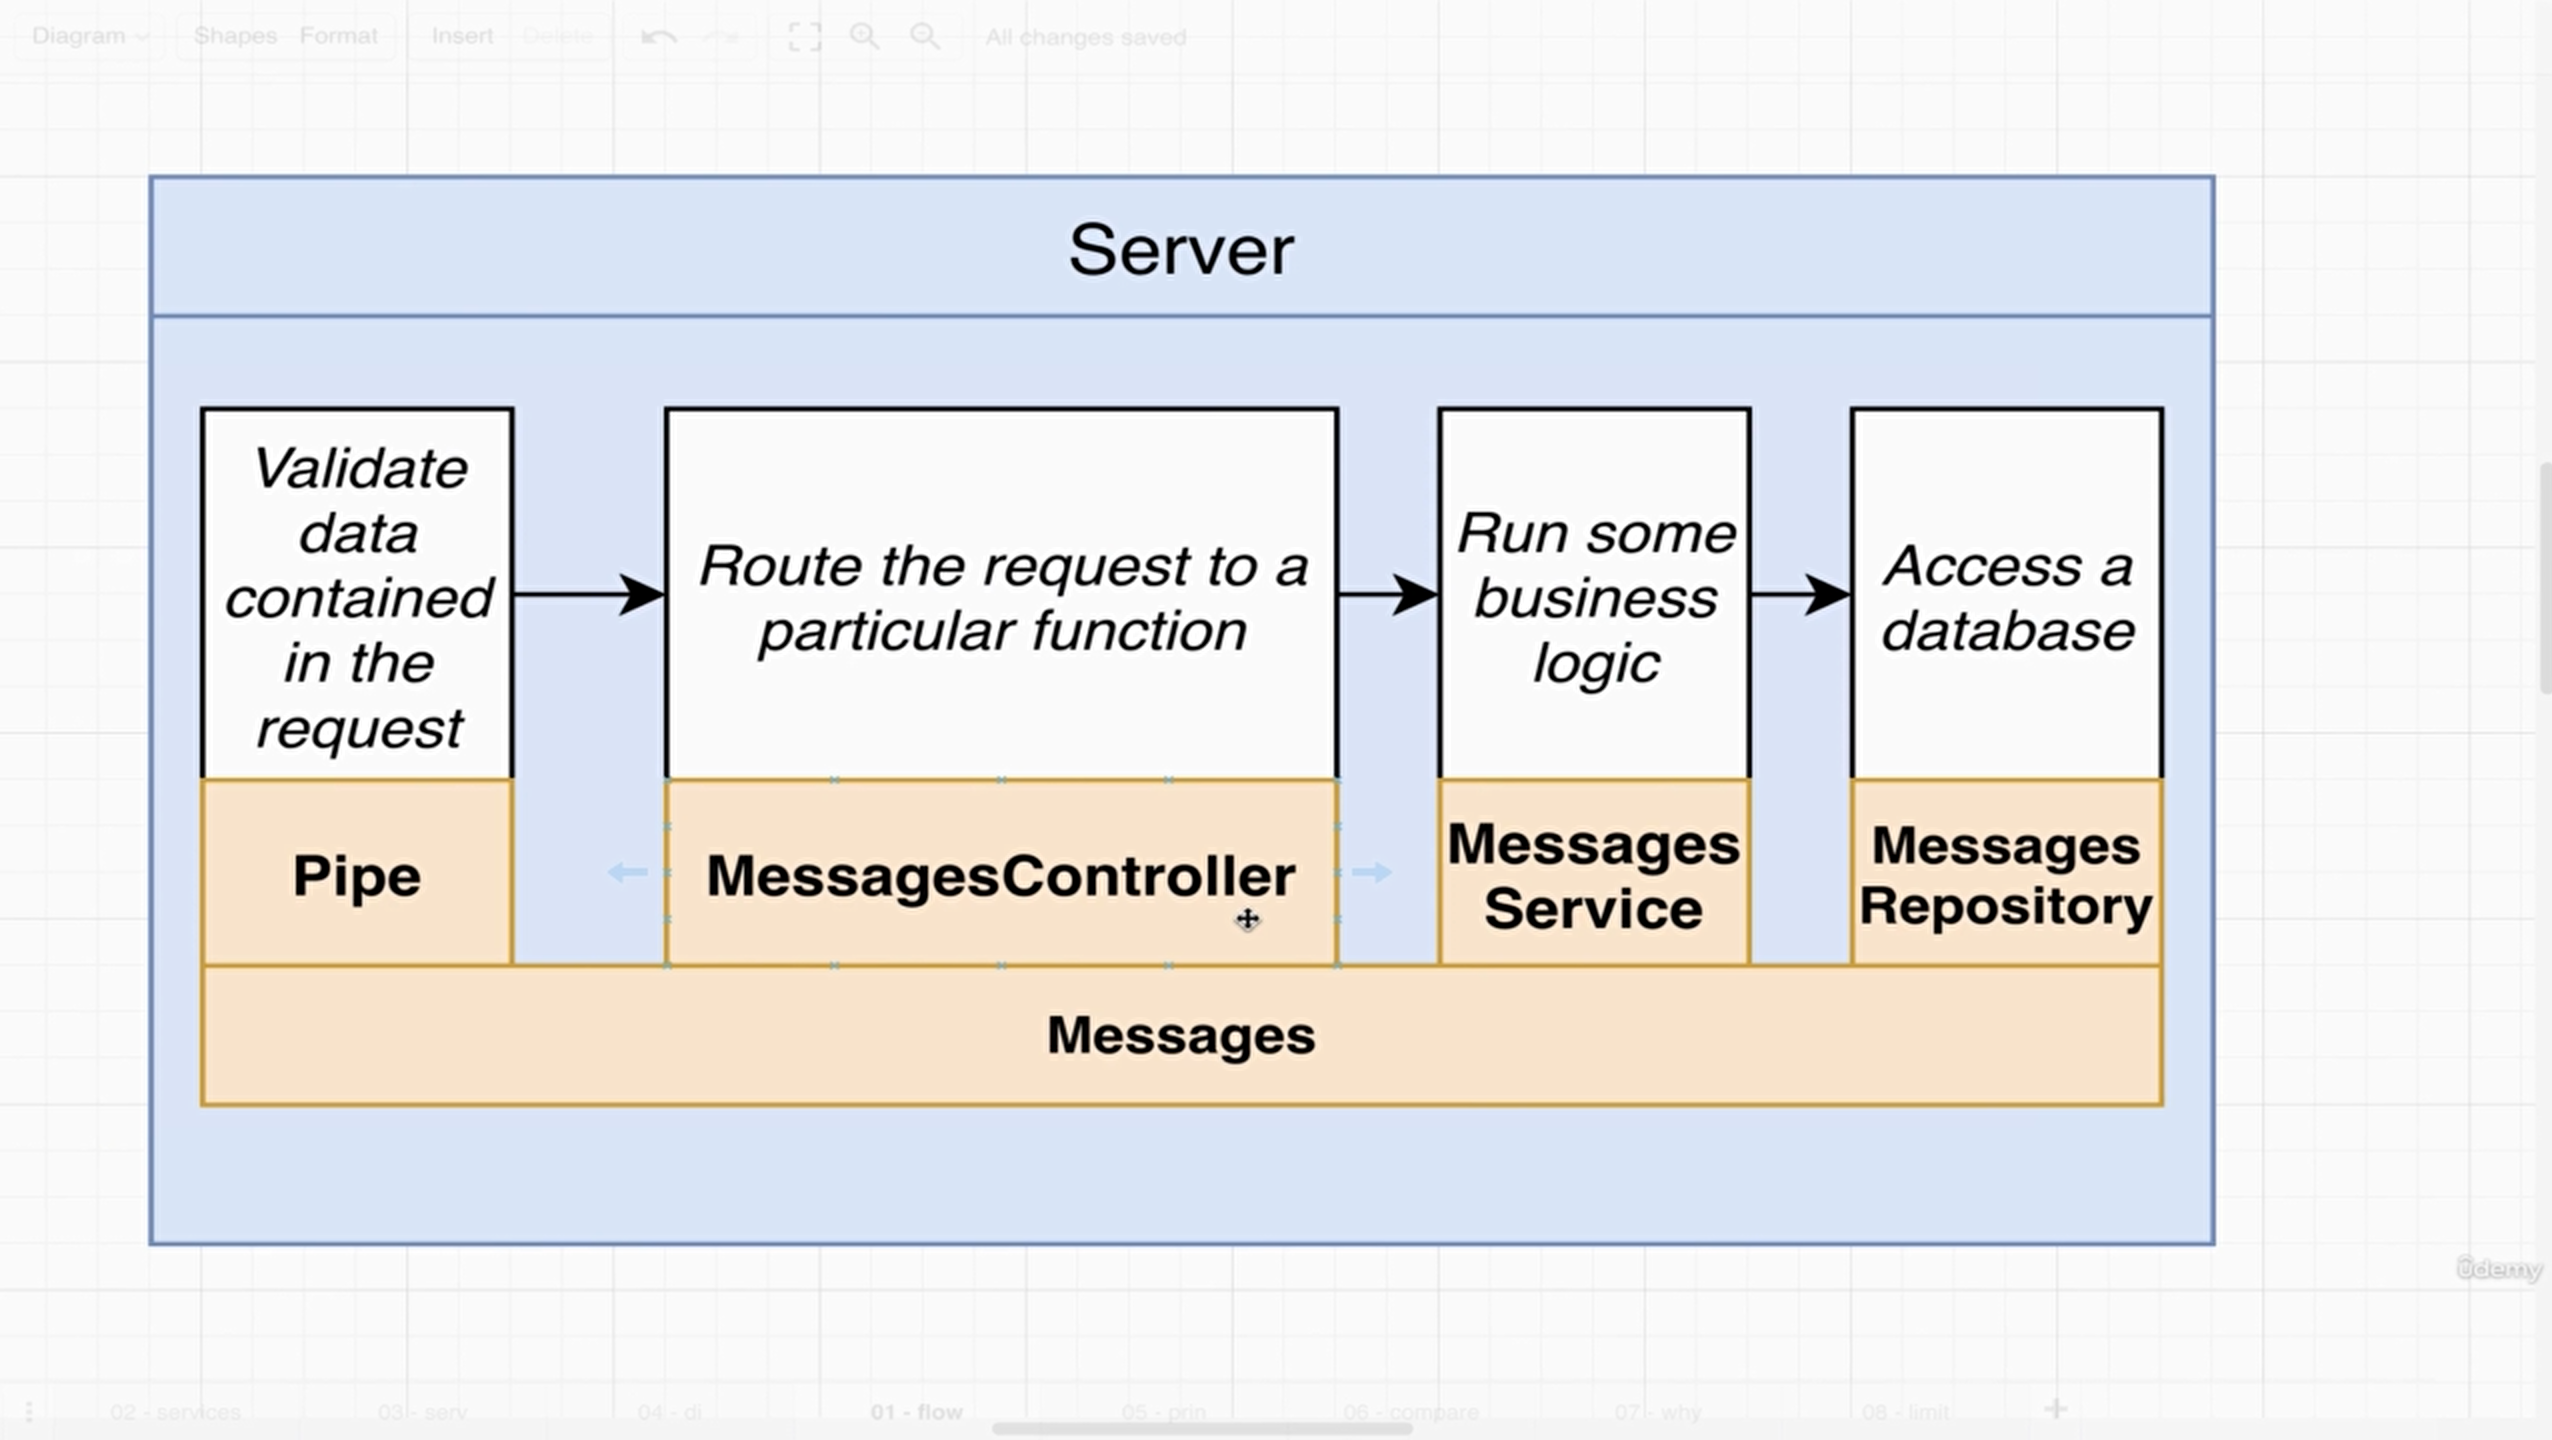 Diagram Shapes Format Insert Delete All changes saved
Server
Validate
data
contained
in the
request
Route the request to a
particular function
Run some
business
logic
Access a
database
Pipe
MessagesController
Messages
Service
Messages
Repository
Messages
ûdemy
02 - services 03 - serv 04 - di 01 - flow 05 - prin 06 - compare 07 - why 08 - limit